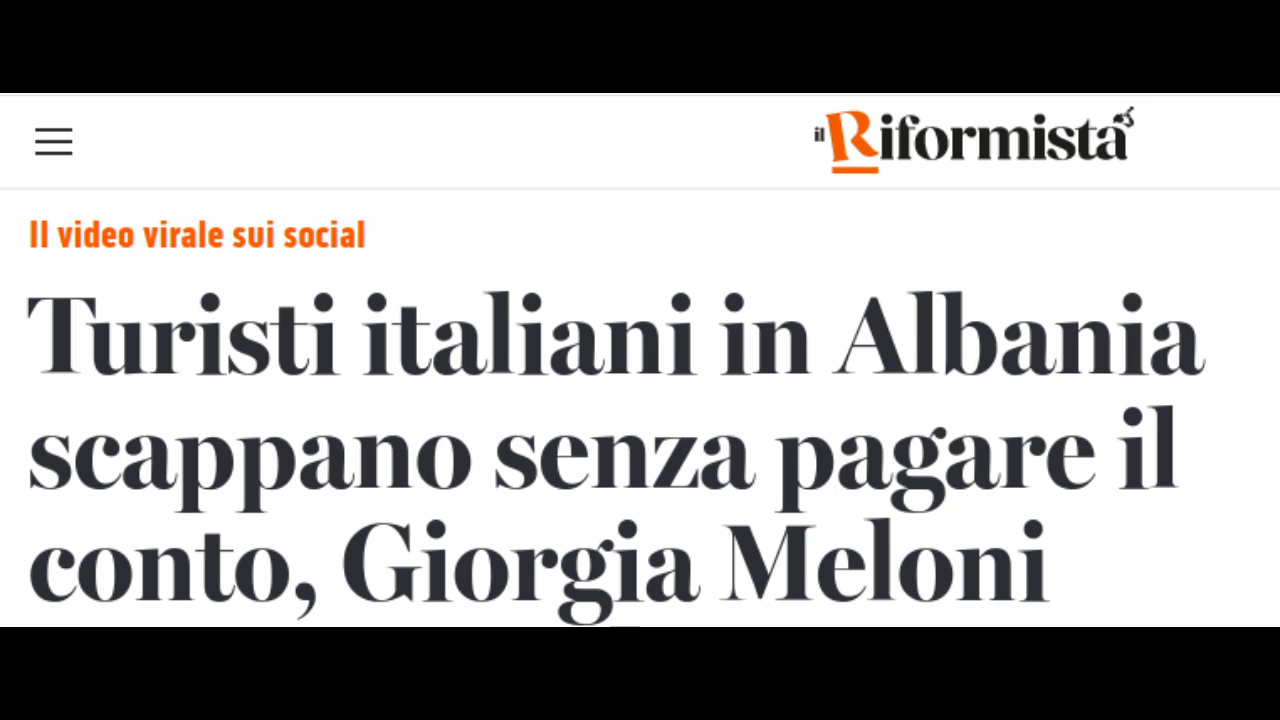 il Riformista
Il video virale sui social
Turisti italiani in Albania
scappano senza pagare il
conto, Giorgia Meloni